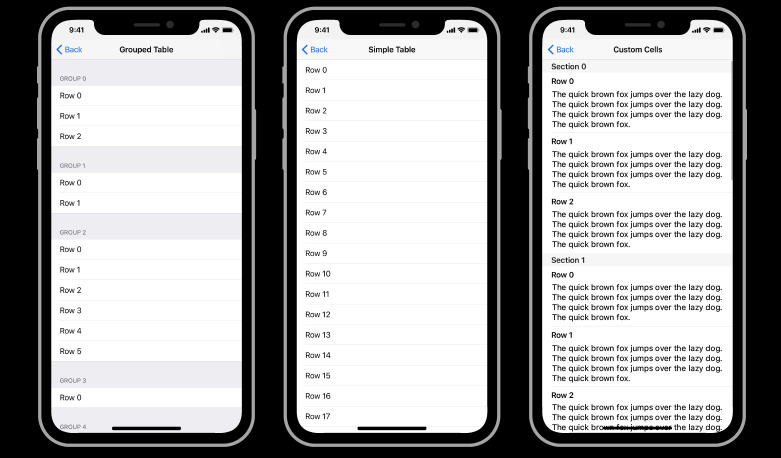 9:41
Back
Grouped Table
GROUP 0
Row 0
Row 1
Row 2
GROUP 1
Row 0
Row 1
GROUP 2
Row 0
Row 1
Row 2
Row 3
Row 4
Row 5
GROUP 3
Row 0
GROUP 4
9:41
Back
Simple Table
Row 0
Row 1
Row 2
Row 3
Row 4
Row 5
Row 6
Row 7
Row 8
Row 9
Row 10
Row 11
Row 12
Row 13
Row 14
Row 15
Row 16
Row 17
9:41
Back
Custom Cells
Section 0
Row 0
The quick brown fox jumps over the lazy dog.
The quick brown fox jumps over the lazy dog.
The quick brown fox jumps over the lazy dog.
The quick brown fox.
Row 1
The quick brown fox jumps over the lazy dog.
The quick brown fox jumps over the lazy dog.
The quick brown fox jumps over the lazy dog.
The quick brown fox.
Row 2
The quick brown fox jumps over the lazy dog.
The quick brown fox jumps over the lazy dog.
The quick brown fox jumps over the lazy dog.
The quick brown fox.
Section 1
Row 0
The quick brown fox jumps over the lazy dog.
The quick brown fox jumps over the lazy dog.
The quick brown fox jumps over the lazy dog.
The quick brown fox.
Row 1
The quick brown fox jumps over the lazy dog.
The quick brown fox jumps over the lazy dog.
The quick brown fox jumps over the lazy dog.
The quick brown fox.
Row 2
The quick brown fox jumps over the lazy dog.
The quick brown fox jumps over the lazy dog.
The quick brown fox jumps over the lazy dog.